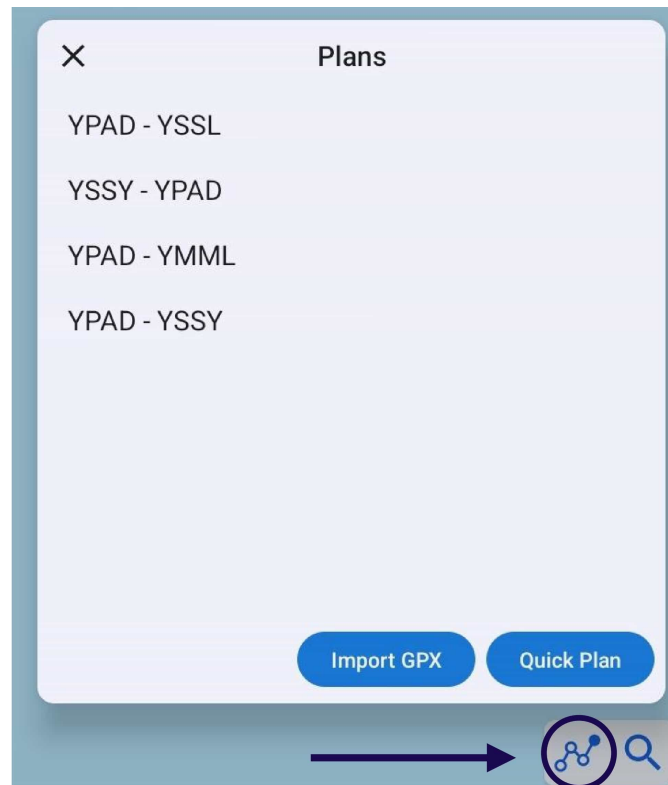 Plans
YPAD - YSSL
YSSY - YPAD
YPAD - YMML
YPAD - YSSY
Import GPX
Quick Plan